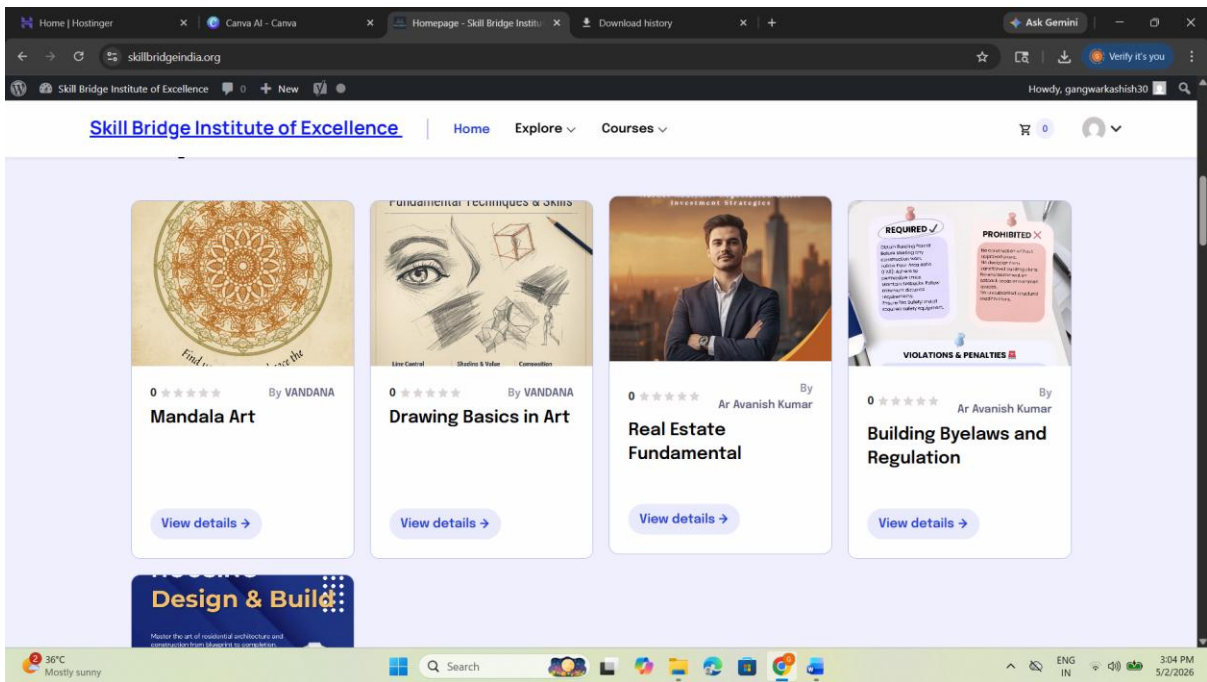 Home | Hostinger
Canva AI - Canva
Homepage - Skill Bridge Institu
Download history
Ask Gemini
skillbridgeindia.org
Verify it's you
Skill Bridge Institute of Excellence
0
New
Howdy, gangwarkashish30
Skill Bridge Institute of Excellence
Home
Explore
Courses
0
Fundamental Techniques & Skills
Investment Strategies
REQUIRED
PROHIBITED
VIOLATIONS & PENALTIES
Find
the
Line Control
Shading & Value
Composition
0
By VANDANA
Mandala Art
View details →
0
By VANDANA
Drawing Basics in Art
View details →
0
By
Ar Avanish Kumar
Real Estate
Fundamental
View details →
0
By
Ar Avanish Kumar
Building Byelaws and
Regulation
View details →
Design & Build
Master the art of residential architecture and
construction from blueprint to completion.
2
36°C
Mostly sunny
Search
ENG
IN
3:04 PM
5/2/2026